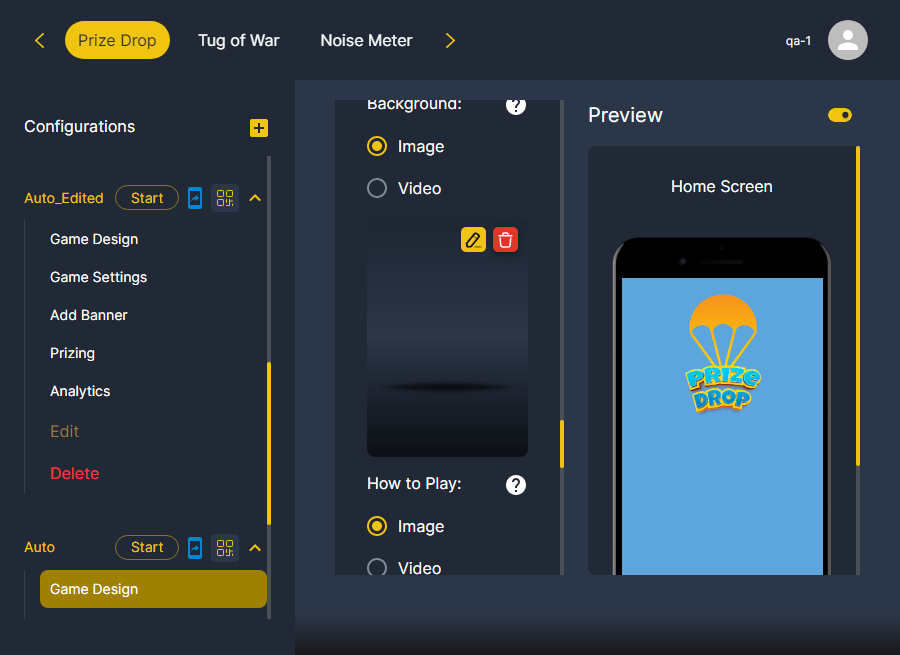 Prize Drop
Tug of War
Noise Meter
qa-1
Configurations
Auto_Edited
Start
Game Design
Game Settings
Add Banner
Prizing
Analytics
Edit
Delete
Auto
Start
Game Design
Background:
?
Image
Video
How to Play:
?
Image
Video
Preview
Home Screen
PRIZE
DROP